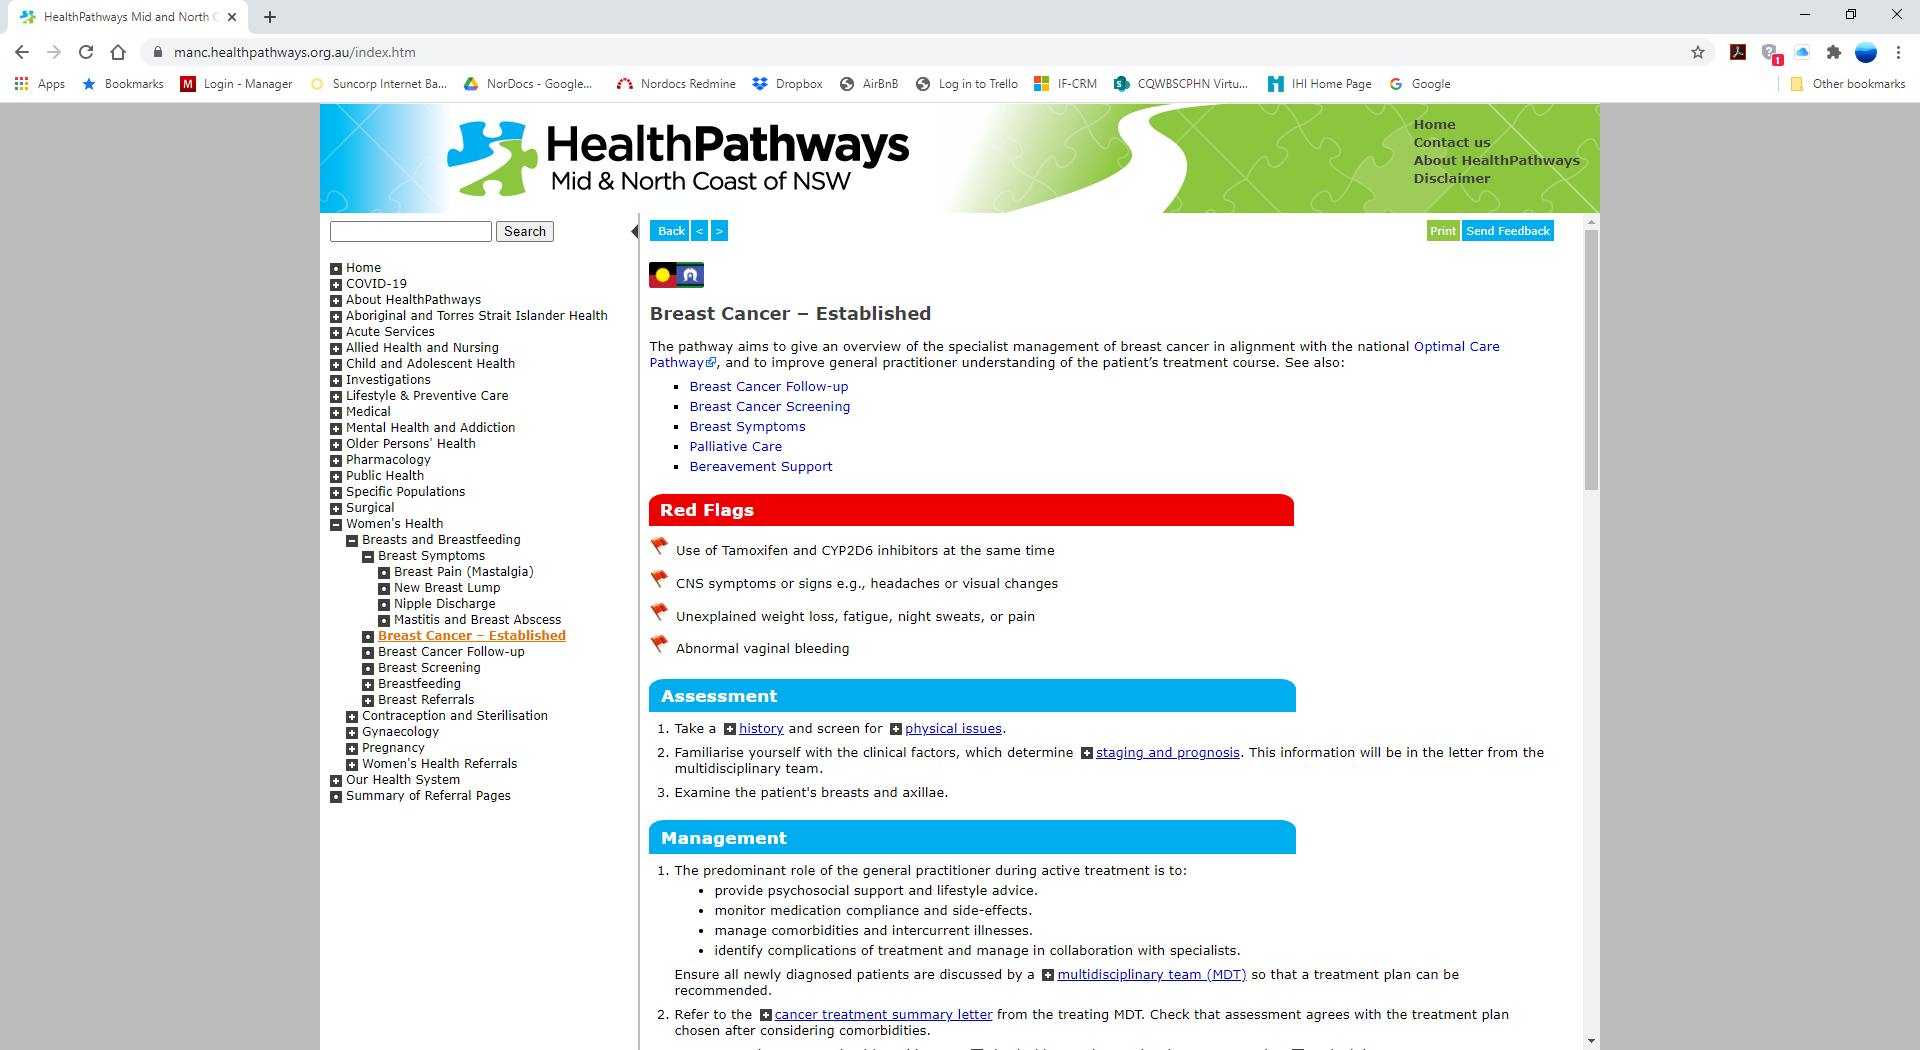 HealthPathways Mid and North C
manc.healthpathways.org.au/index.htm
1
Apps
Bookmarks
M
Login - Manager
Suncorp Internet Ba...
NorDocs - Google...
Nordocs Redmine
Dropbox
AirBnB
Log in to Trello
IF-CRM
CQWBSCPHN Virtu...
IHI Home Page
Google
Other bookmarks
HealthPathways
Mid & North Coast of NSW
Home
Contact us
About HealthPathways
Disclaimer
Search
Home
COVID-19
About HealthPathways
Aboriginal and Torres Strait Islander Health
Acute Services
Allied Health and Nursing
Child and Adolescent Health
Investigations
Lifestyle & Preventive Care
Medical
Mental Health and Addiction
Older Persons' Health
Pharmacology
Public Health
Specific Populations
Surgical
Women's Health
Breasts and Breastfeeding
Breast Symptoms
Breast Pain (Mastalgia)
New Breast Lump
Nipple Discharge
Mastitis and Breast Abscess
Breast Cancer – Established
Breast Cancer Follow-up
Breast Screening
Breastfeeding
Breast Referrals
Contraception and Sterilisation
Gynaecology
Pregnancy
Women's Health Referrals
Our Health System
Summary of Referral Pages
Back < >
Print Send Feedback
Breast Cancer – Established
The pathway aims to give an overview of the specialist management of breast cancer in alignment with the national Optimal Care
Pathway, and to improve general practitioner understanding of the patient’s treatment course. See also:
Breast Cancer Follow-up
Breast Cancer Screening
Breast Symptoms
Palliative Care
Bereavement Support
Red Flags
Use of Tamoxifen and CYP2D6 inhibitors at the same time
CNS symptoms or signs e.g., headaches or visual changes
Unexplained weight loss, fatigue, night sweats, or pain
Abnormal vaginal bleeding
Assessment
1. Take a history and screen for physical issues.
2. Familiarise yourself with the clinical factors, which determine staging and prognosis. This information will be in the letter from the
multidisciplinary team.
3. Examine the patient's breasts and axillae.
Management
1. The predominant role of the general practitioner during active treatment is to:
• provide psychosocial support and lifestyle advice.
• monitor medication compliance and side-effects.
• manage comorbidities and intercurrent illnesses.
• identify complications of treatment and manage in collaboration with specialists.
Ensure all newly diagnosed patients are discussed by a multidisciplinary team (MDT) so that a treatment plan can be
recommended.
2. Refer to the cancer treatment summary letter from the treating MDT. Check that assessment agrees with the treatment plan
chosen after considering comorbidities.